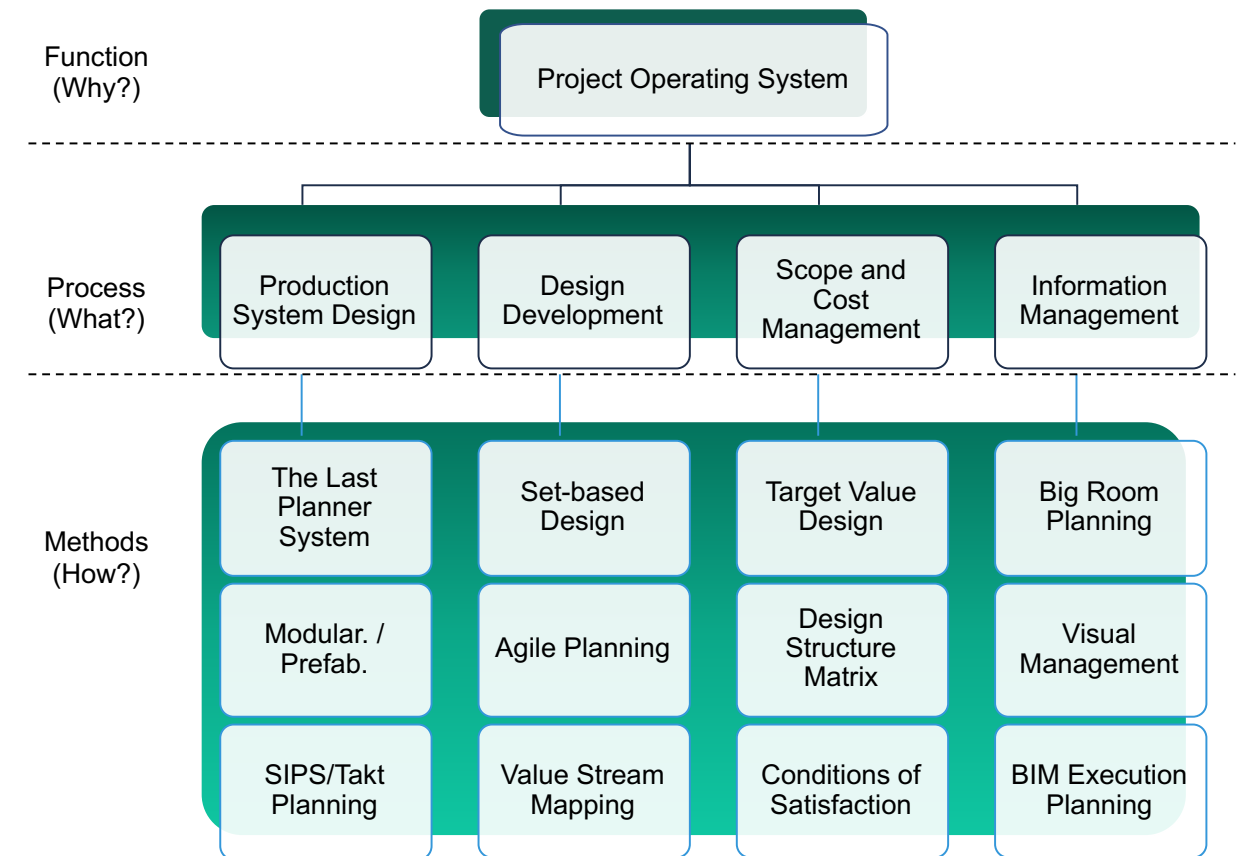 Function
(Why?)
Project Operating System
Process
(What?)
Production
System Design
Design
Development
Scope and
Cost
Management
Information
Management
Methods
(How?)
The Last
Planner
System
Set-based
Design
Target Value
Design
Big Room
Planning
Modular. /
Prefab.
Agile Planning
Design
Structure
Matrix
Visual
Management
SIPS/Takt
Planning
Value Stream
Mapping
Conditions of
Satisfaction
BIM Execution
Planning